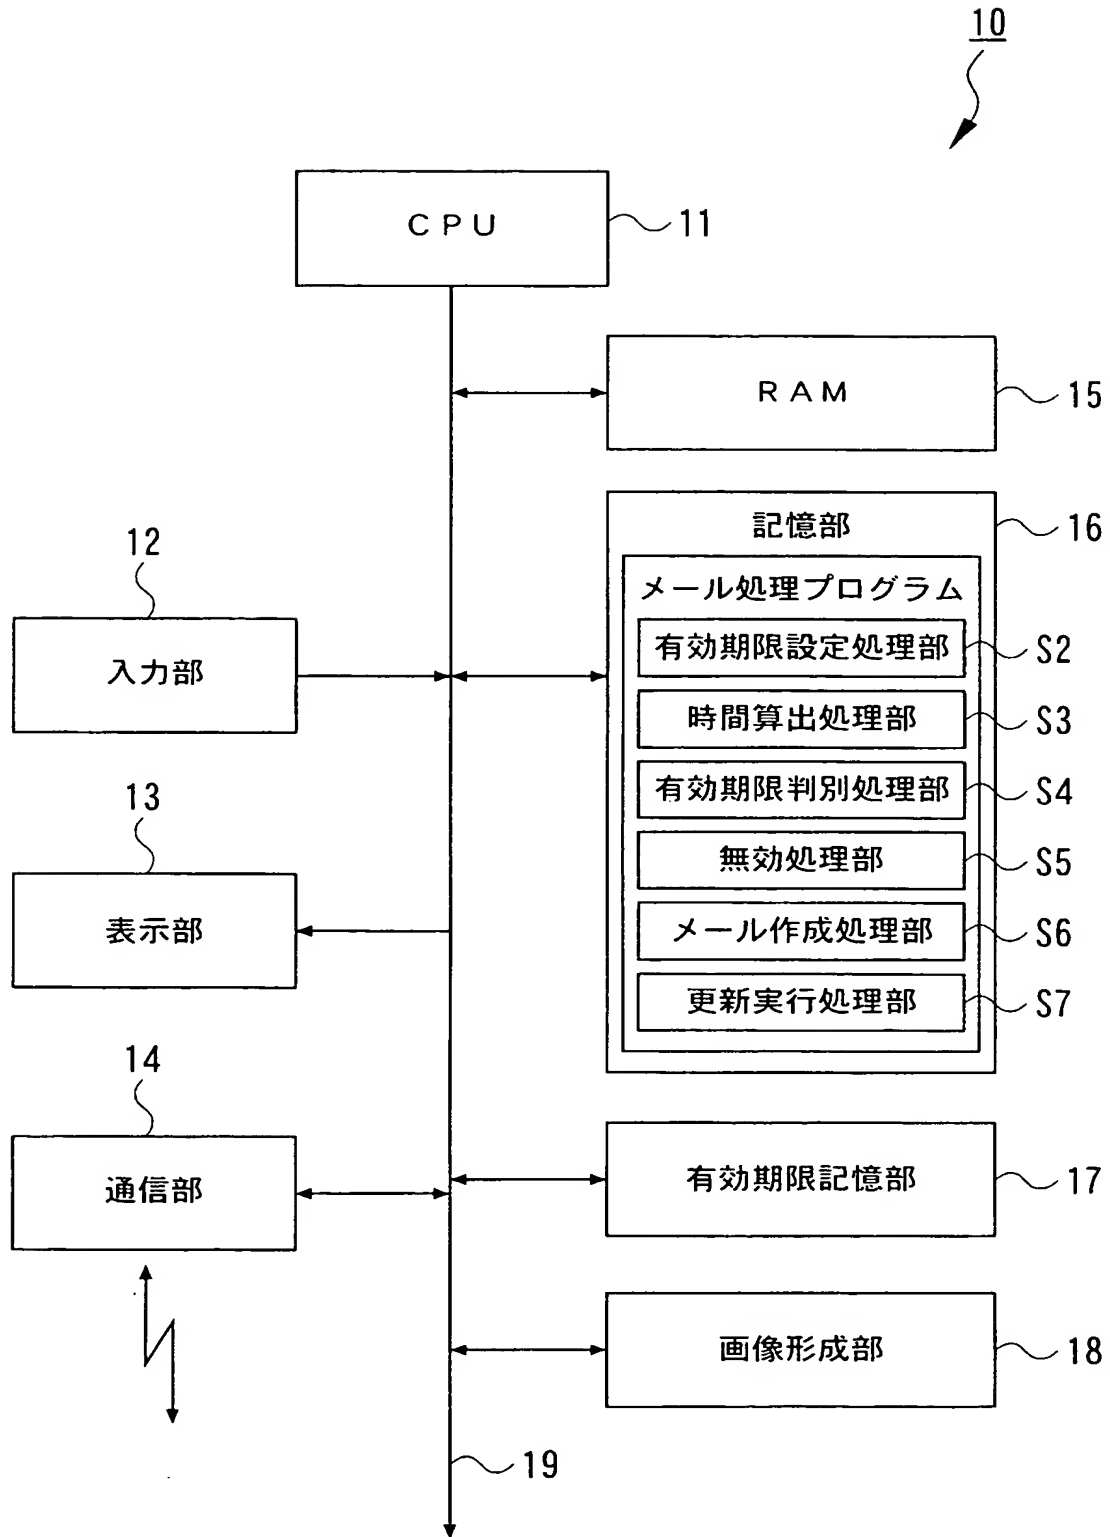 10
CPU
11
RAM
15
記憶部
16
メール処理プログラム
有効期限設定処理部
S2
時間算出処理部
S3
有効期限判別処理部
S4
無効処理部
S5
メール作成処理部
S6
更新実行処理部
S7
12
入力部
13
表示部
14
通信部
有効期限記憶部
17
画像形成部
18
19